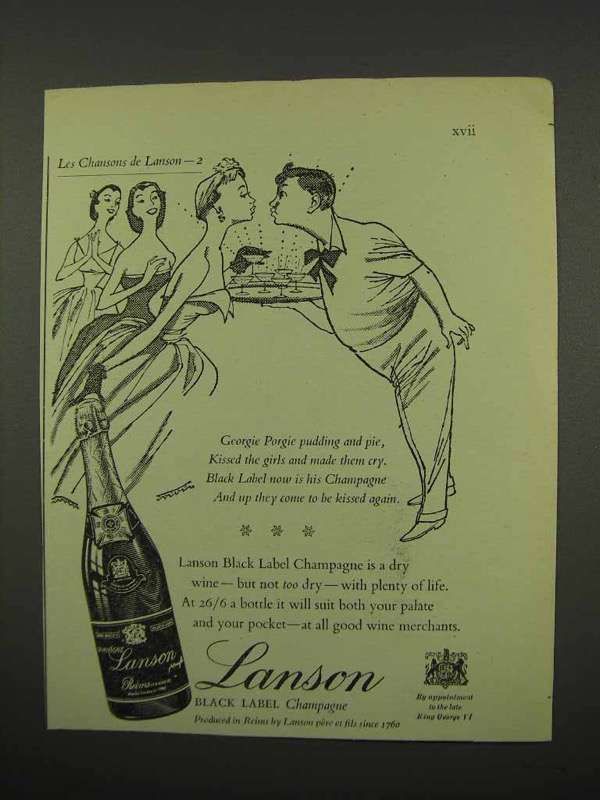 xvii
Les Chansons de Lanson — 2
Georgie Porgie pudding and pie,
Kissed the girls and made them cry.
Black Label now is his Champagne
And up they come to be kissed again.
Lanson Black Label Champagne is a dry
wine — but not too dry — with plenty of life.
At 26/6 a bottle it will suit both your palate
and your pocket—at all good wine merchants.
Lanson
Reims
Lanson
BLACK LABEL Champagne
Produced in Reims by Lanson père et fils since 1760
By appointment
to the late
King George VI